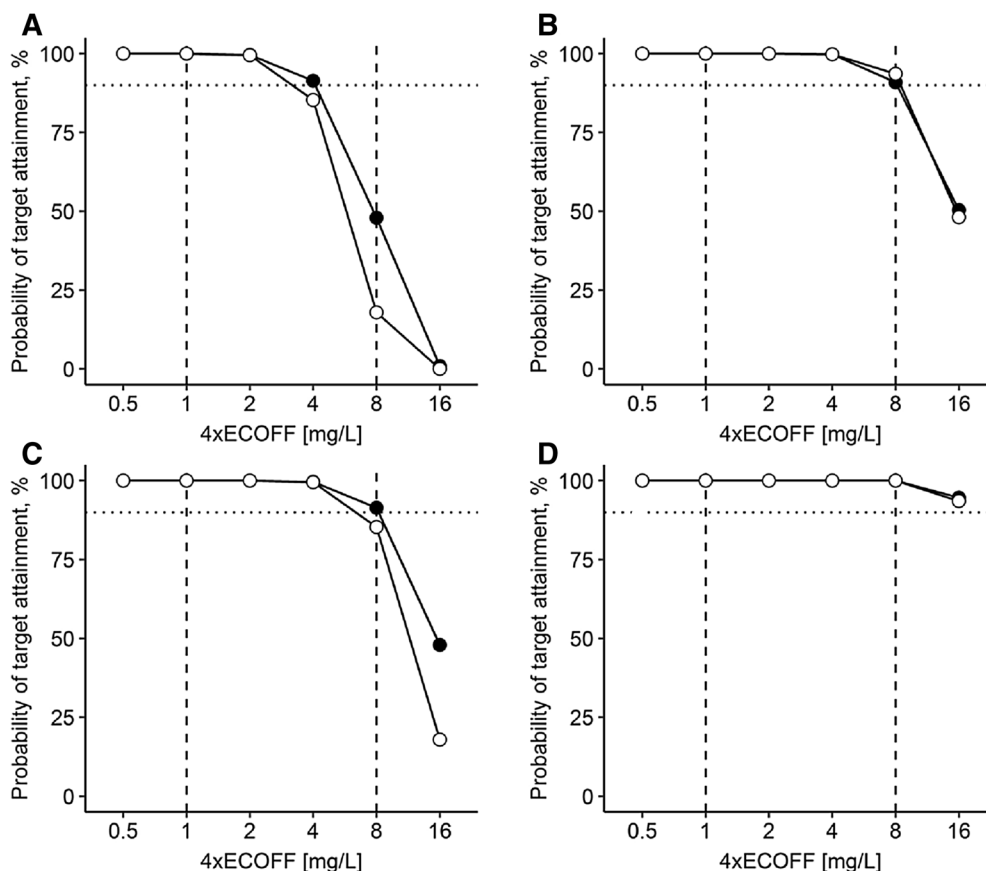 A
Probability of target attainment, %
100
75
50
25
0
0.5 1 2 4 8 16
4xECOFF [mg/L]
B
Probability of target attainment, %
100
75
50
25
0
0.5 1 2 4 8 16
4xECOFF [mg/L]
C
Probability of target attainment, %
100
75
50
25
0
0.5 1 2 4 8 16
4xECOFF [mg/L]
D
Probability of target attainment, %
100
75
50
25
0
0.5 1 2 4 8 16
4xECOFF [mg/L]